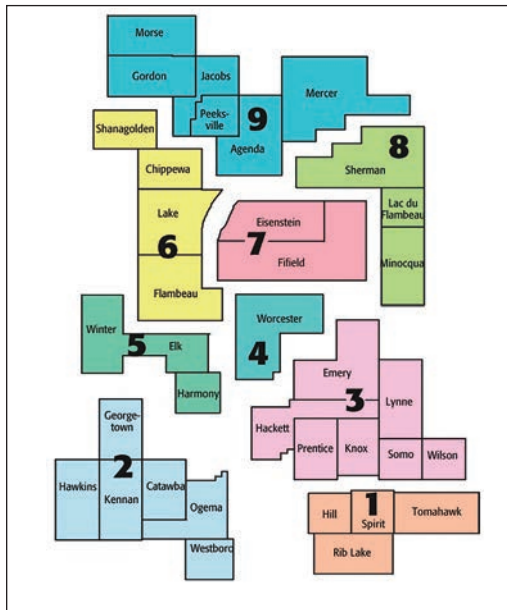 Morse
Gordon
Jacobs
Mercer
Peeks-
ville
9
Agenda
Shanagolden
Chippewa
Lake
6
Flambeau
8
Sherman
Lac du
Flambeau
Minocqua
Eisenstein
7
Fifield
Winter
5
Elk
Harmony
Worcester
4
Emery
3
Lynne
Hackett
Prentice
Knox
Somo
Wilson
George-
town
2
Hawkins
Kennan
Catawba
Ogema
Westboro
1
Hill
Spirit
Tomahawk
Rib Lake